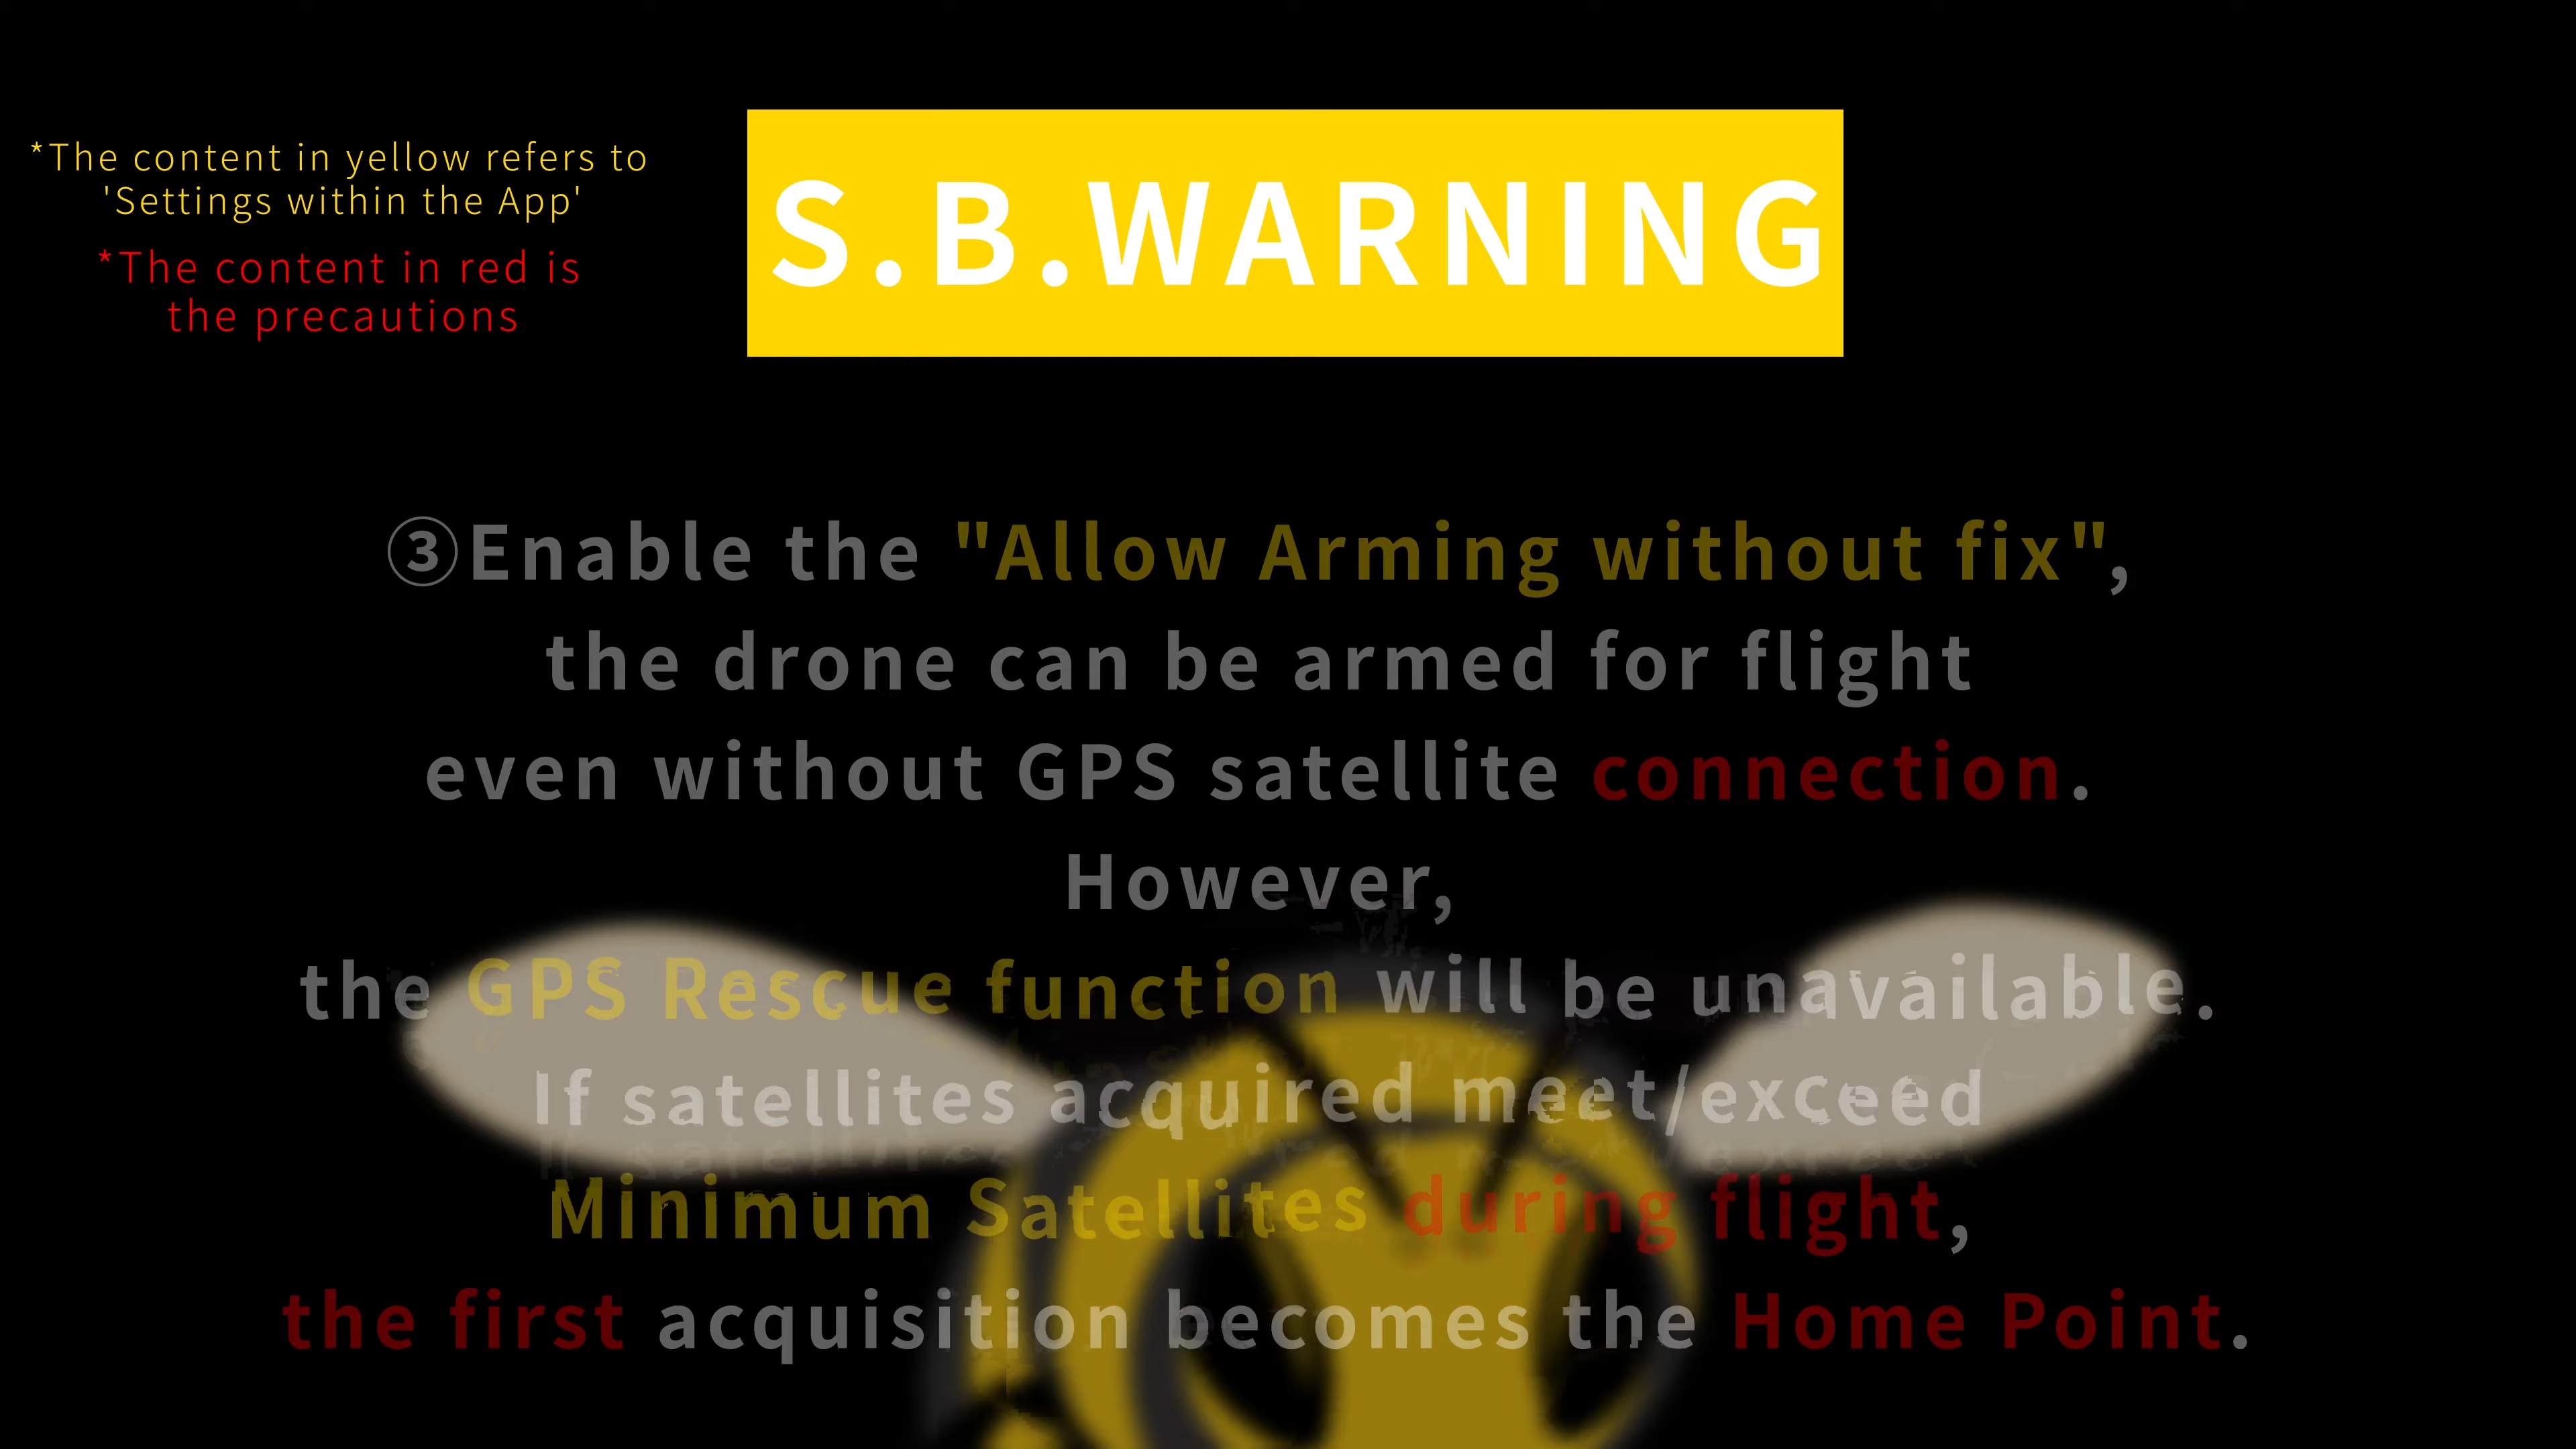 *The content in yellow refers to
'Settings within the App'
*The content in red is
the precautions
S.B.WARNING
③Enable the "Allow Arming without fix",
the drone can be armed for flight
even without GPS satellite connection.
However,
the GPS Rescue function will be unavailable.
If satellites acquired meet/exceed
Minimum Satellites during flight,
the first acquisition becomes the Home Point.